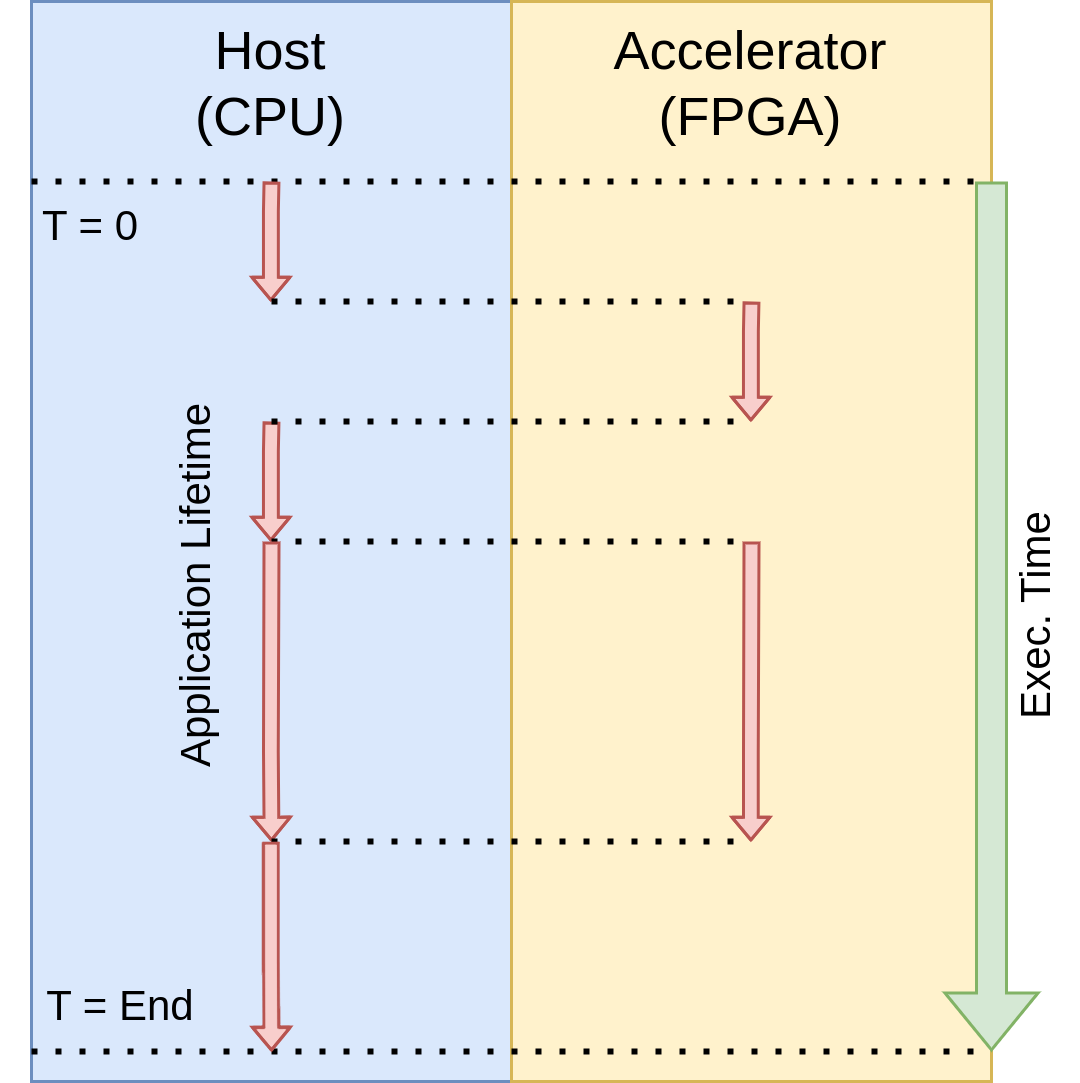 Host
(CPU)
Accelerator
(FPGA)
T = 0
Application Lifetime
Exec. Time
T = End